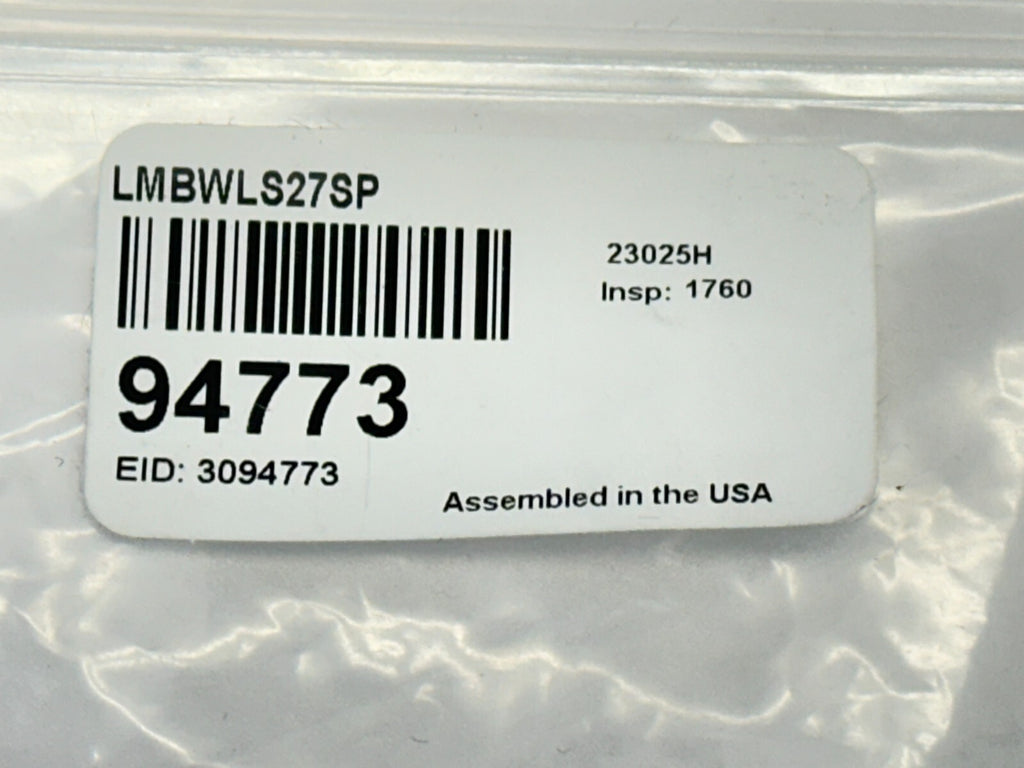 LMBWLS27SP
23025H
Insp: 1760
94773
EID: 3094773
Assembled in the USA